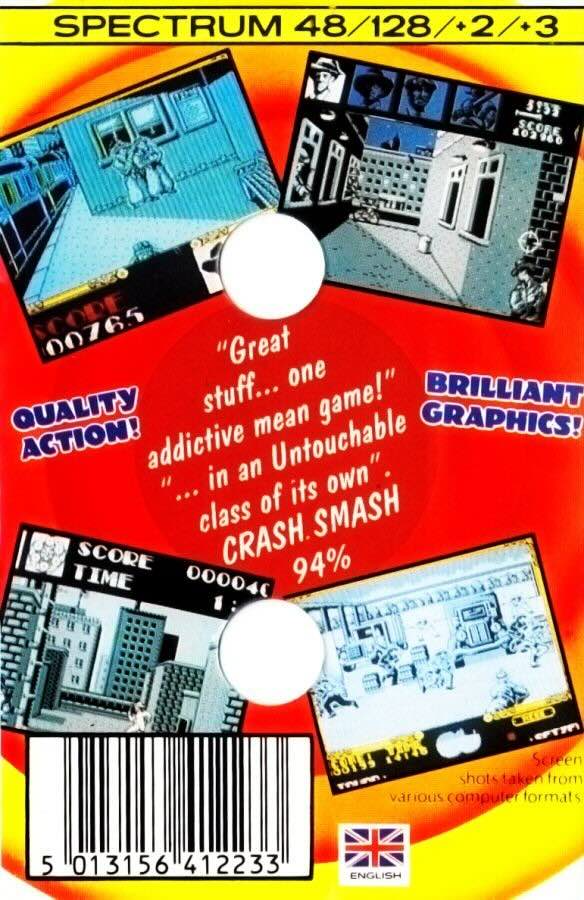 SPECTRUM 48/128/+2/+3
SCORE
00765
SCORE
103960
"Great
stuff... one
addictive mean game!"
"... in an Untouchable
class of its own".
CRASH SMASH
94%
QUALITY
ACTION!
BRILLIANT
GRAPHICS!
SCORE
TIME
Screen
shots taken from
various computer formats
5 013156 412233
ENGLISH